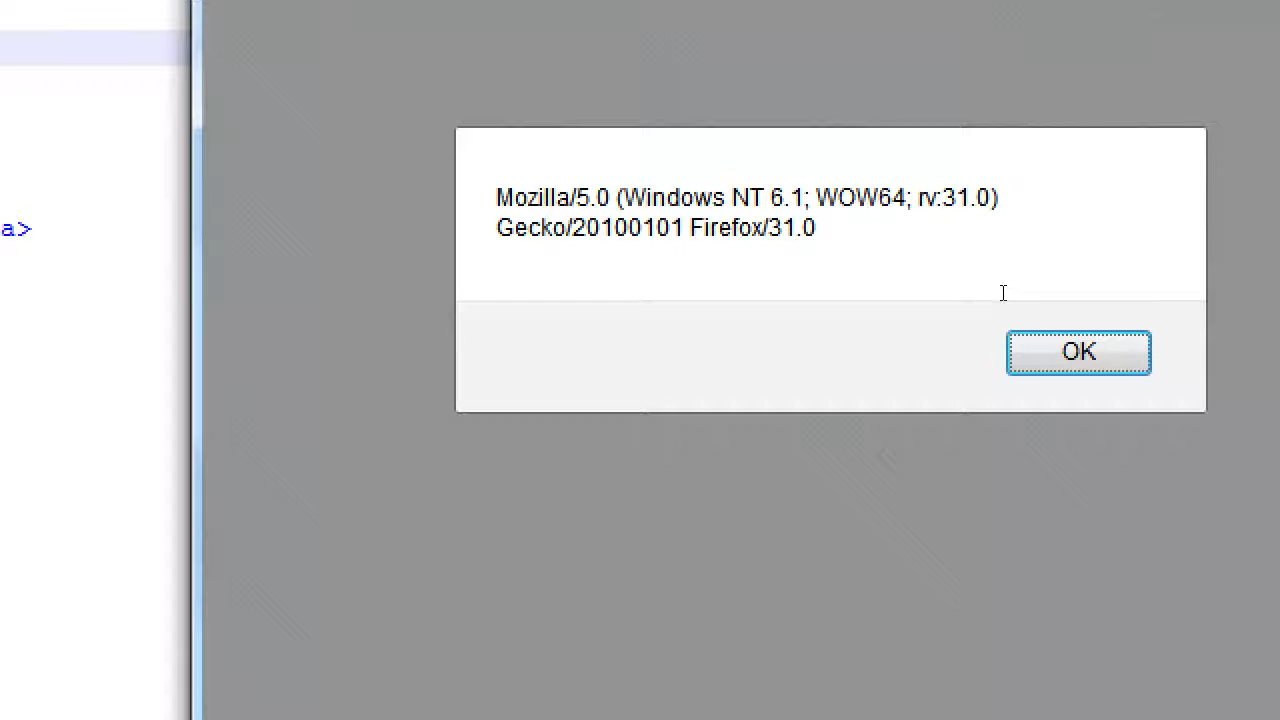 Mozilla/5.0 (Windows NT 6.1; WOW64; rv:31.0)
Gecko/20100101 Firefox/31.0
a>
OK